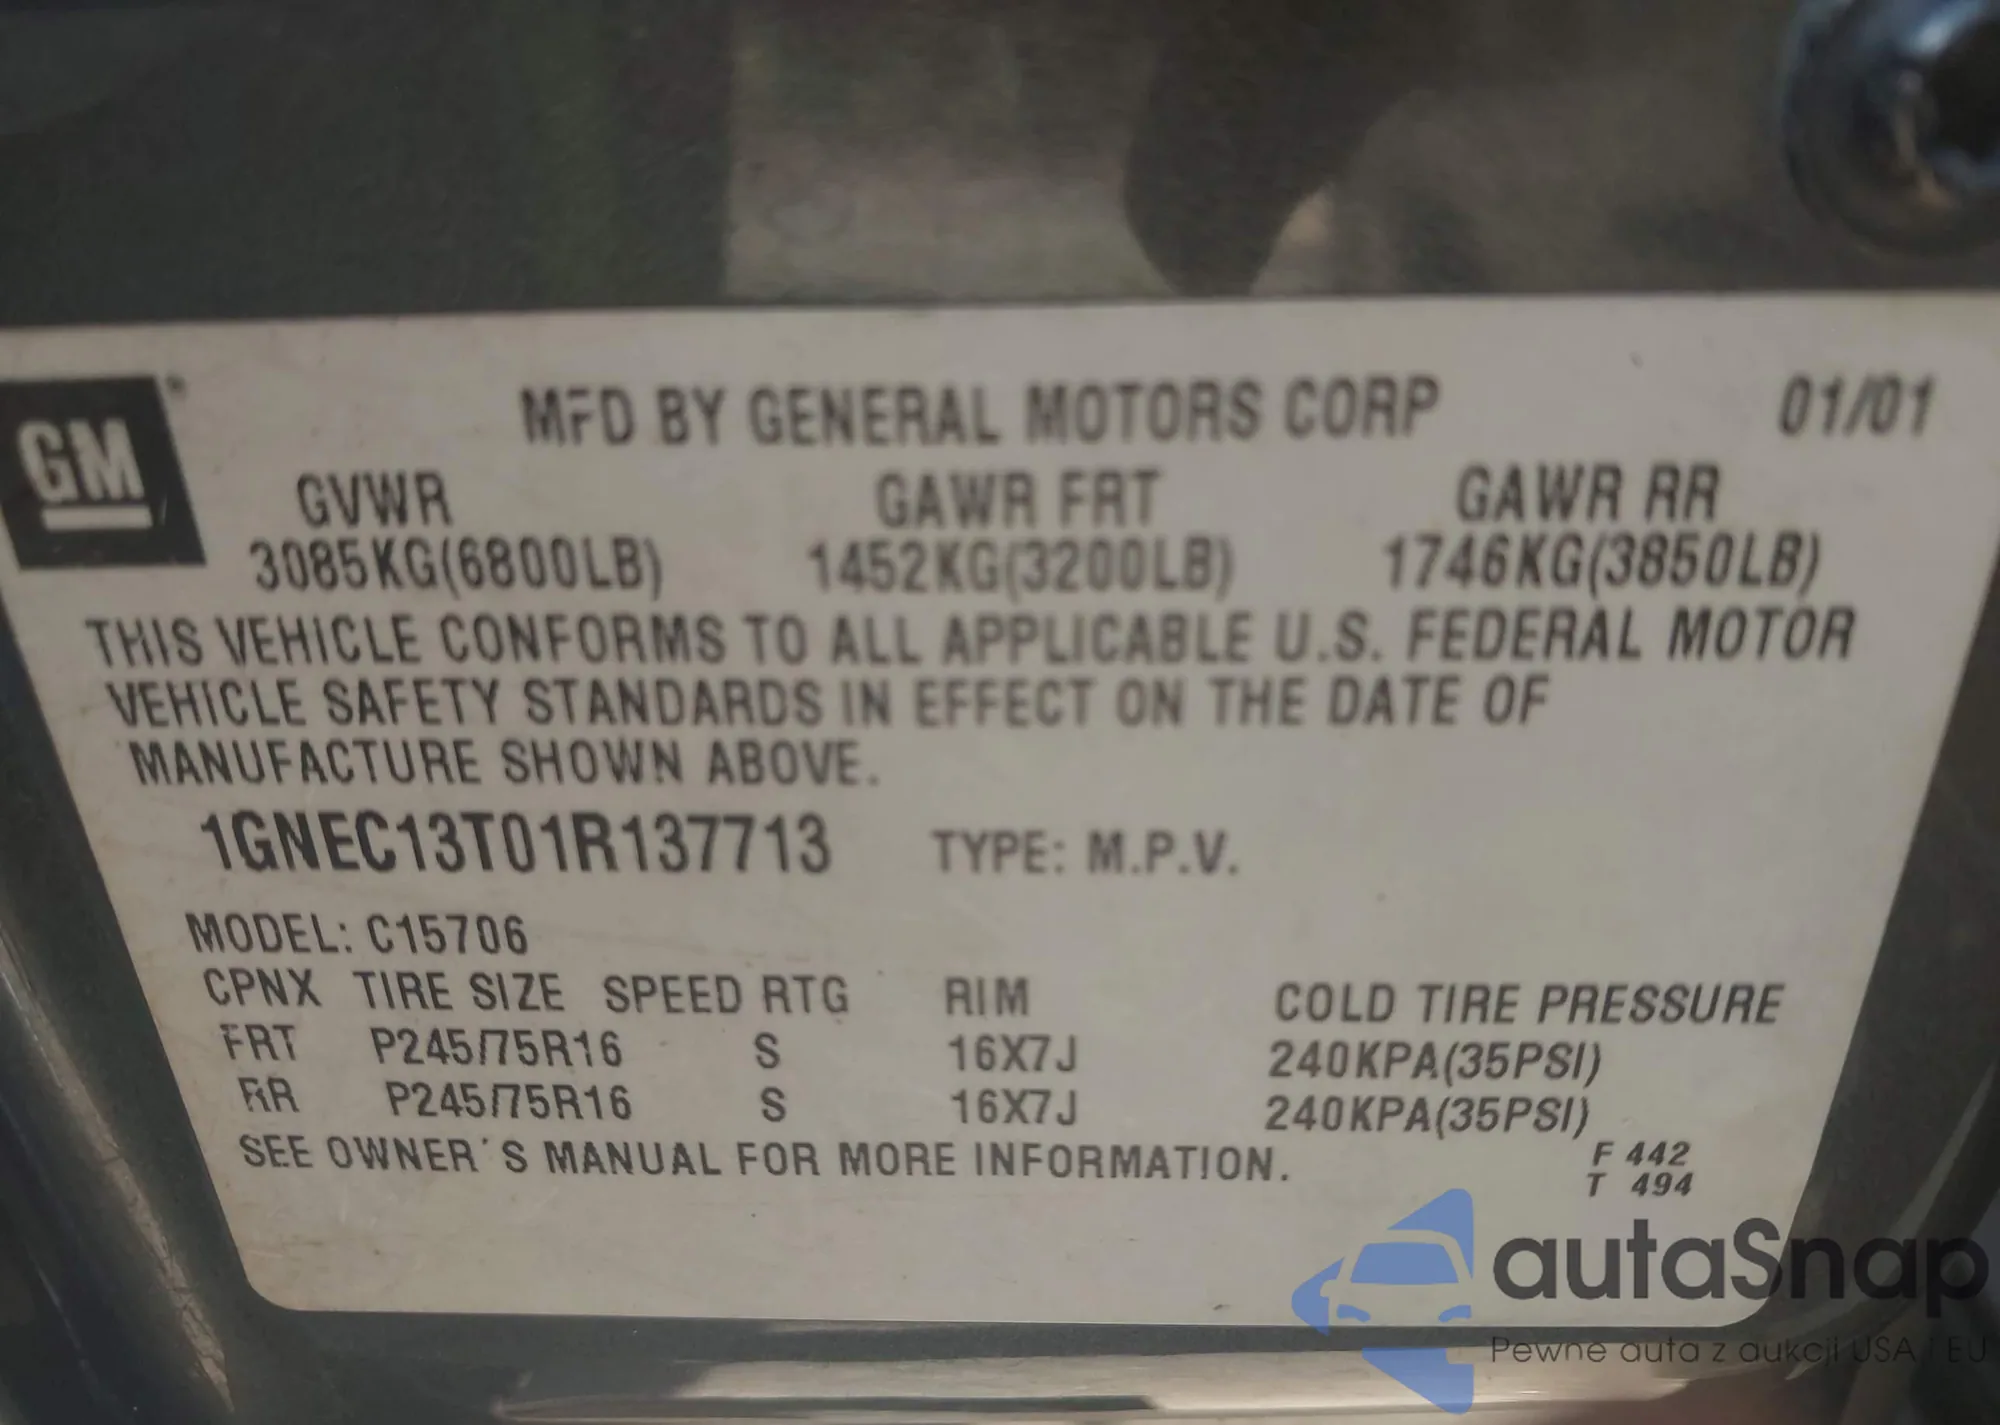 GM
MFD BY GENERAL MOTORS CORP 01/01
GVWR GAWR FRT GAWR RR
3085KG(6800LB) 1452KG(3200LB) 1746KG(3850LB)
THIS VEHICLE CONFORMS TO ALL APPLICABLE U.S. FEDERAL MOTOR
VEHICLE SAFETY STANDARDS IN EFFECT ON THE DATE OF
MANUFACTURE SHOWN ABOVE.
1GNEC13T01R137713 TYPE: M.P.V.
MODEL: C15706
CPNX TIRE SIZE SPEED RTG RIM COLD TIRE PRESSURE
FRT P245/75R16 S 16X7J 240KPA(35PSI)
RR P245/75R16 S 16X7J 240KPA(35PSI)
SEE OWNER'S MANUAL FOR MORE INFORMATION.
F 442
T 494
autaSnap
Pewne auta z aukcji USA i EU